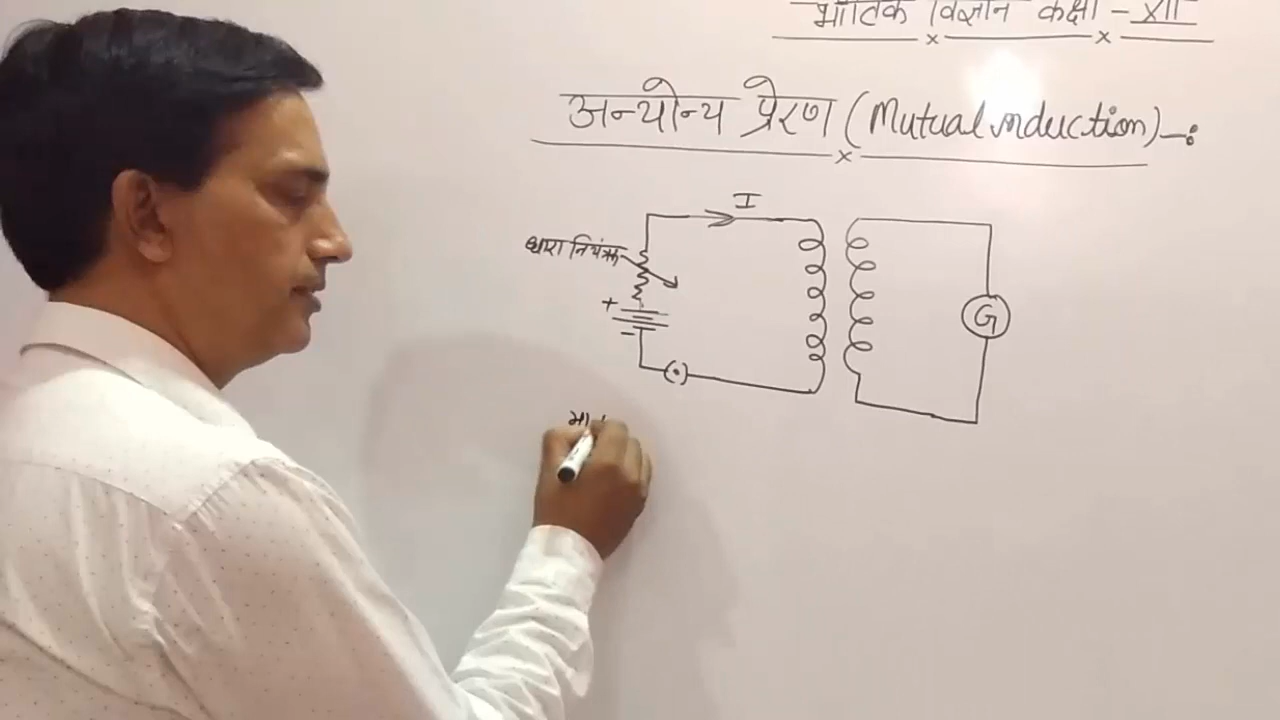 भौतिक विज्ञान कक्षा - XII
अन्योन्य प्रेरण (Mutual induction) -:
I
धारा नियंत्रक
+
-
G
(•)